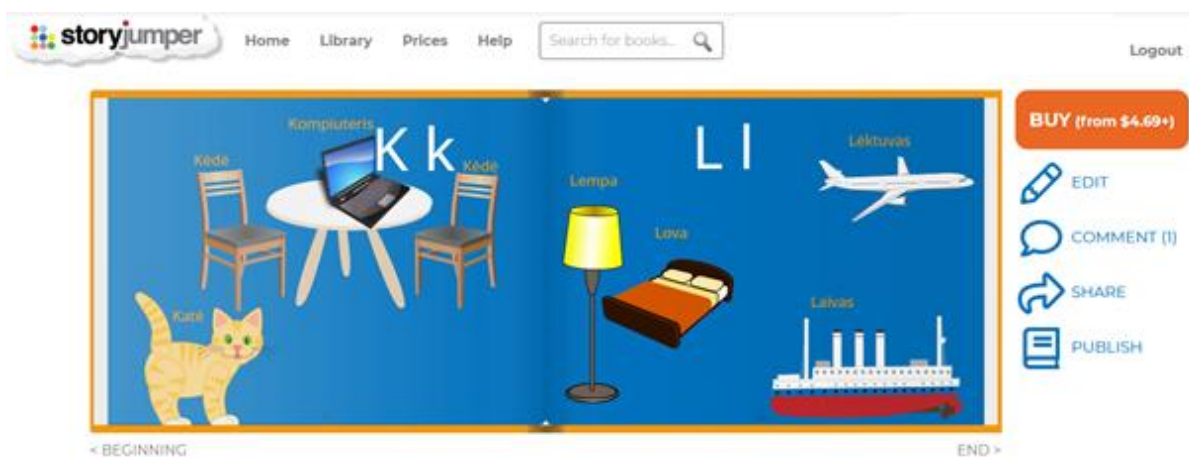 storyjumper
Home Library Prices Help Search for books... Logout
BUY (from $4.69+)
EDIT
COMMENT (1)
SHARE
PUBLISH
K k
Kompiuteris
Kėdė
Kėdė
Katė
L l
Lėktuvas
Lempa
Lova
Laivas
< BEGINNING
END >